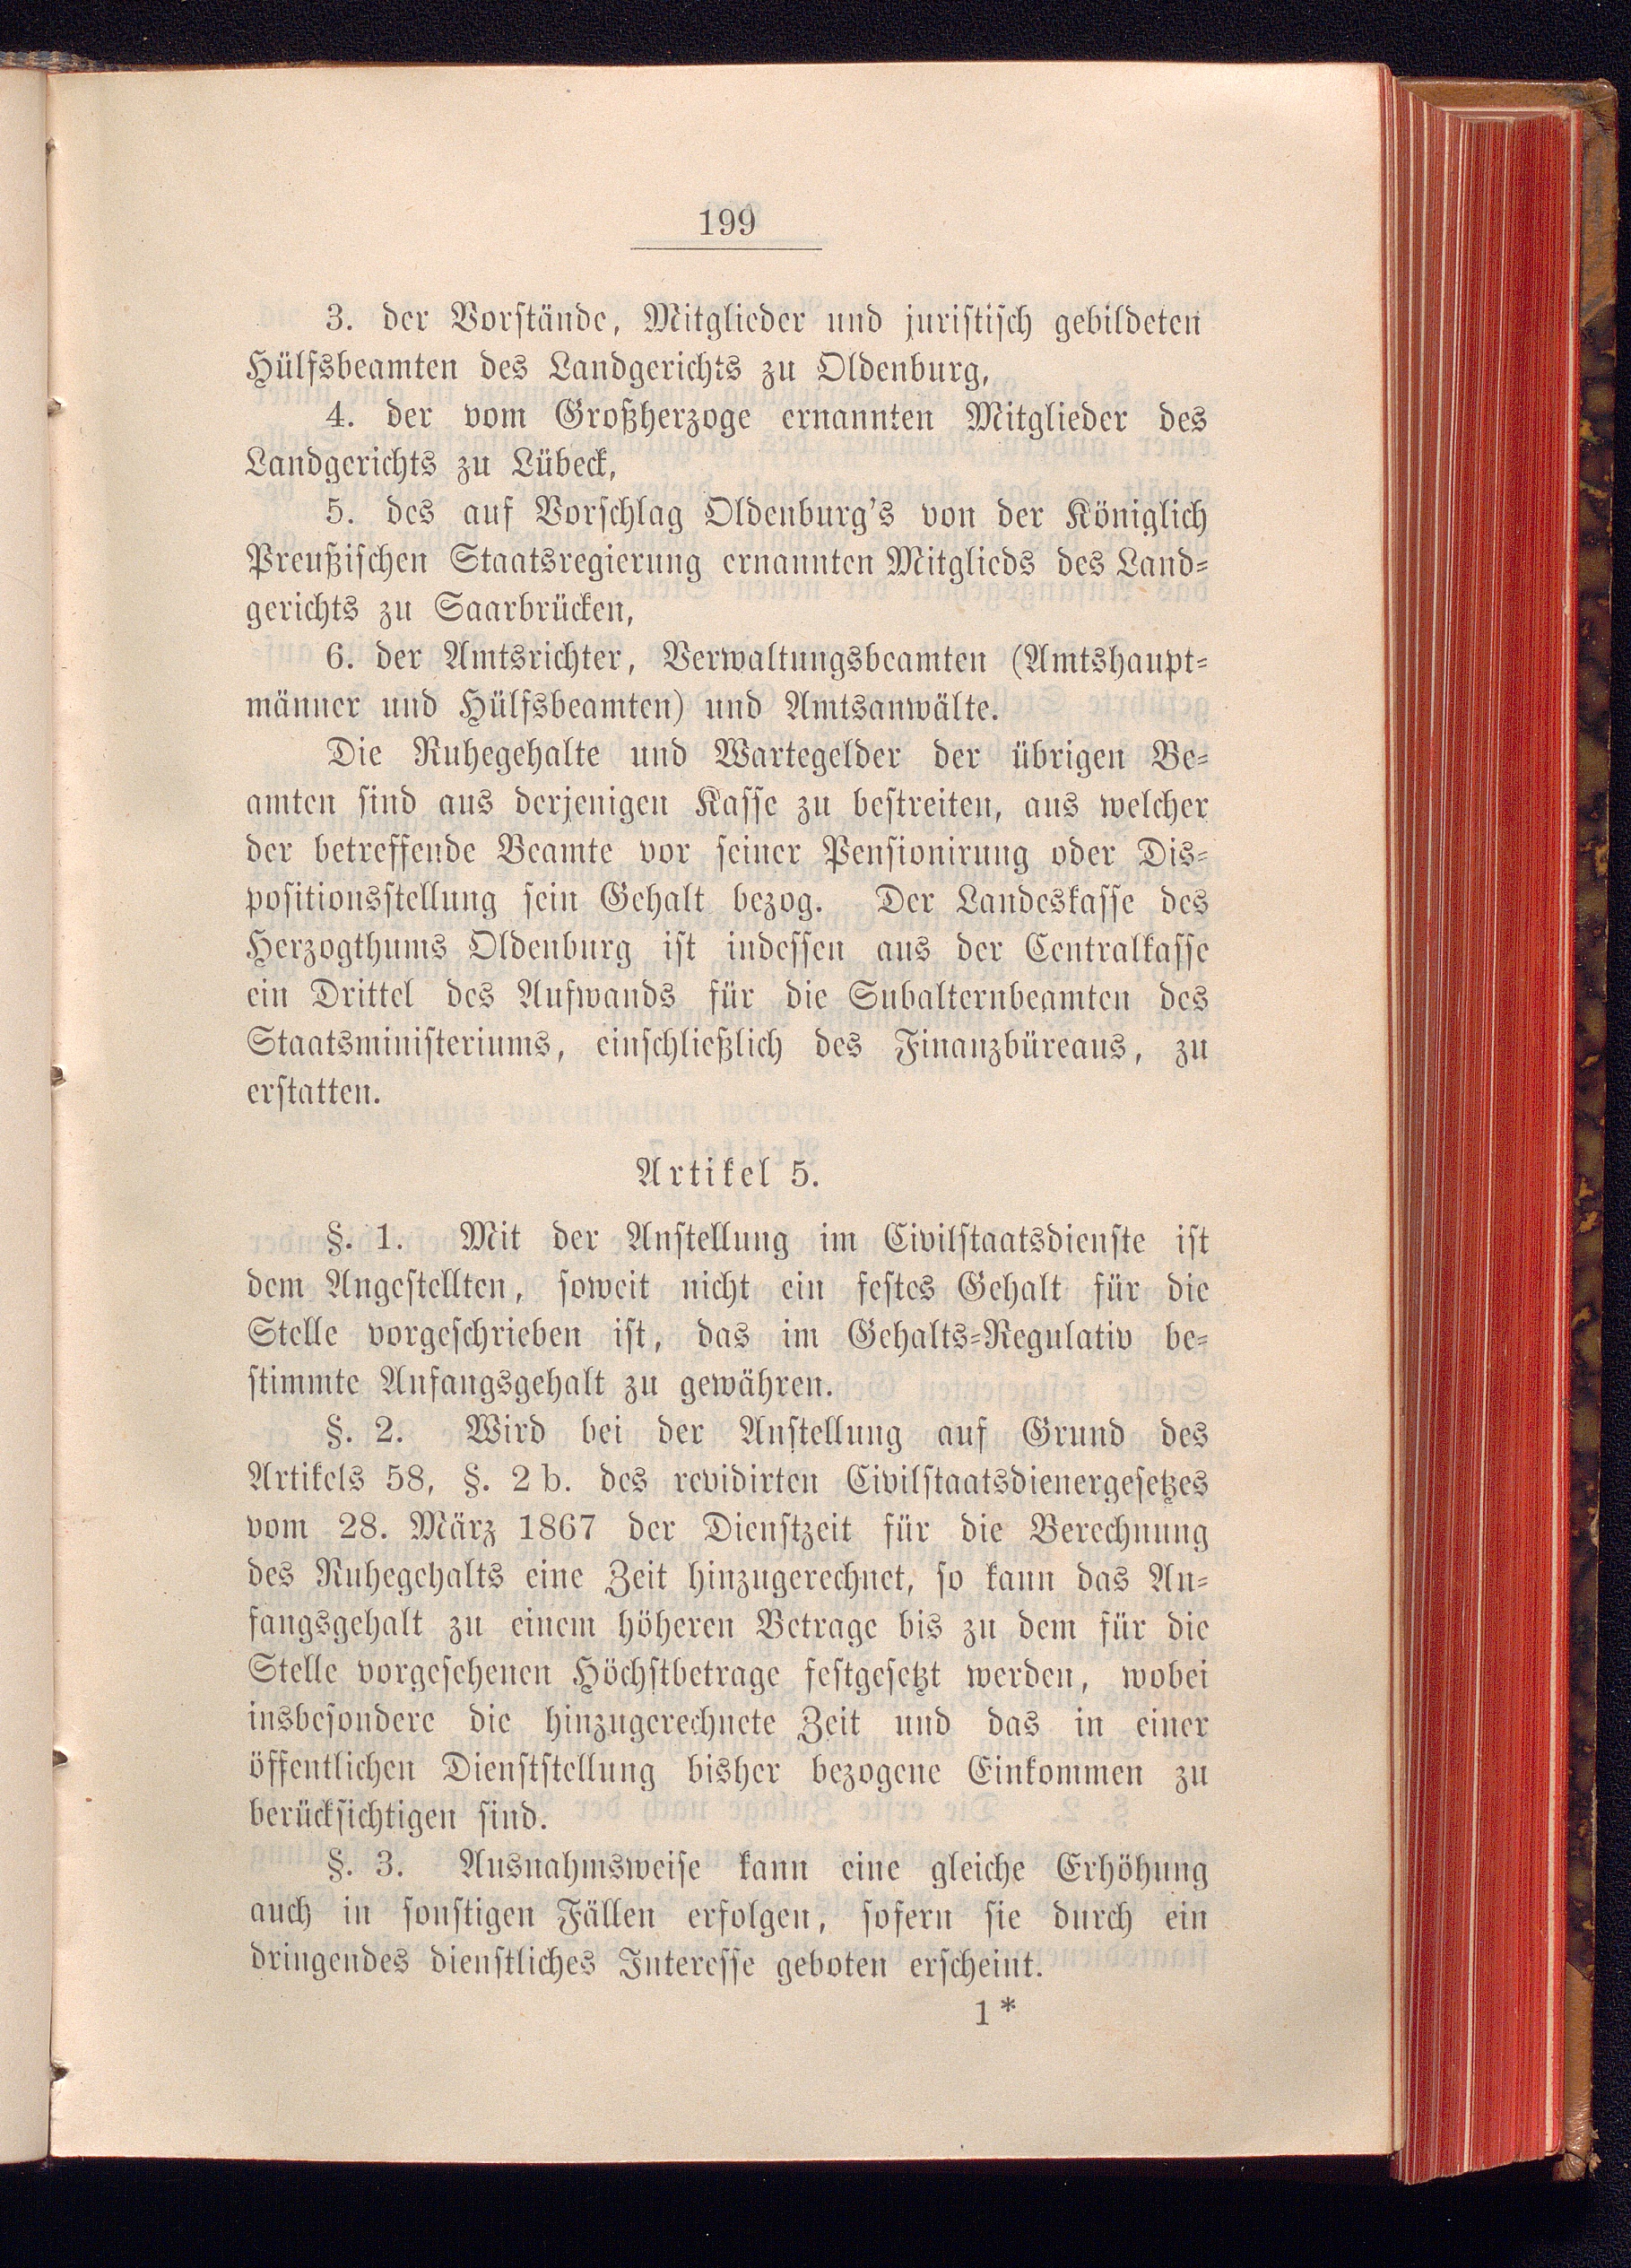 199
3. der Vorstände, Mitglieder und juristisch gebildeten
Hülfsbeamten des Landgerichts zu Oldenburg,
4. der vom Großherzoge ernannten Mitglieder des
Landgerichts zu Lübeck,
5. des auf Vorschlag Oldenburg's von der Königlich
Preußischen Staatsregierung ernannten Mitglieds des Land-
gerichts zu Saarbrücken,
6. der Amtsrichter, Verwaltungsbeamten (Amtshaupt-
männer und Hülfsbeamten) und Amtsanwälte.
Die Ruhegehalte und Wartegelder der übrigen Be-
amten sind aus derjenigen Kasse zu bestreiten, aus welcher
der betreffende Beamte vor seiner Pensionirung oder Dis-
positionsstellung sein Gehalt bezog. Der Landeskasse des
Herzogthums Oldenburg ist indessen aus der Centralkasse
ein Drittel des Aufwands für die Subalternbeamten des
Staatsministeriums, einschließlich des Finanzbüreaus, zu
erstatten.
Artikel 5.
§. 1. Mit der Anstellung im Civilstaatsdienste ist
dem Angestellten, soweit nicht ein festes Gehalt für die
Stelle vorgeschrieben ist, das im Gehalts-Regulativ be-
stimmte Anfangsgehalt zu gewähren.
§. 2. Wird bei der Anstellung auf Grund des
Artikels 58, §. 2 b. des revidirten Civilstaatsdienergesetzes
vom 28. März 1867 der Dienstzeit für die Berechnung
des Ruhegehalts eine Zeit hinzugerechnet, so kann das An-
fangsgehalt zu einem höheren Betrage bis zu dem für die
Stelle vorgesehenen Höchstbetrage festgesetzt werden, wobei
insbesondere die hinzugerechnete Zeit und das in einer
öffentlichen Dienststellung bisher bezogene Einkommen zu
berücksichtigen sind.
§. 3. Ausnahmsweise kann eine gleiche Erhöhung
auch in sonstigen Fällen erfolgen, sofern sie durch ein
dringendes dienstliches Interesse geboten erscheint.
1*